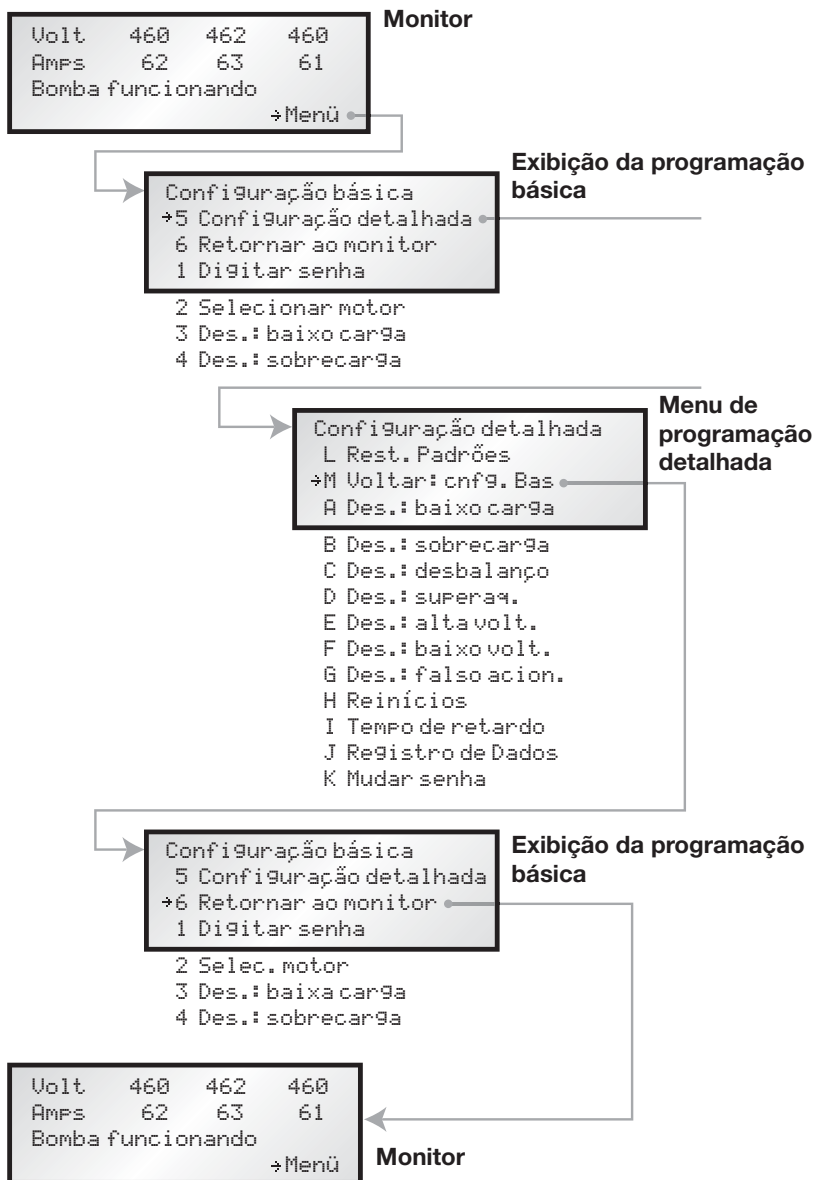 Monitor
Volt 460 462 460
Amps 62 63 61
Bomba funcionando
→Menü
Exibição da programação
básica
Configuração básica
→5 Configuração detalhada
6 Retornar ao monitor
1 Digitar senha
2 Selecionar motor
3 Des.: baixo carga
4 Des.: sobrecarga
Menu de
programação
detalhada
Configuração detalhada
L Rest. Padrões
→M Voltar: cnfg. Bas
A Des.: baixo carga
B Des.: sobrecarga
C Des.: desbalanço
D Des.: superaq.
E Des.: alta volt.
F Des.: baixo volt.
G Des.: falso acion.
H Reinícios
I Tempo de retardo
J Registro de Dados
K Mudar senha
Exibição da programação
básica
Configuração básica
5 Configuração detalhada
→6 Retornar ao monitor
1 Digitar senha
2 Selec. motor
3 Des.: baixa carga
4 Des.: sobrecarga
Volt 460 462 460
Amps 62 63 61
Bomba funcionando
→Menü
Monitor